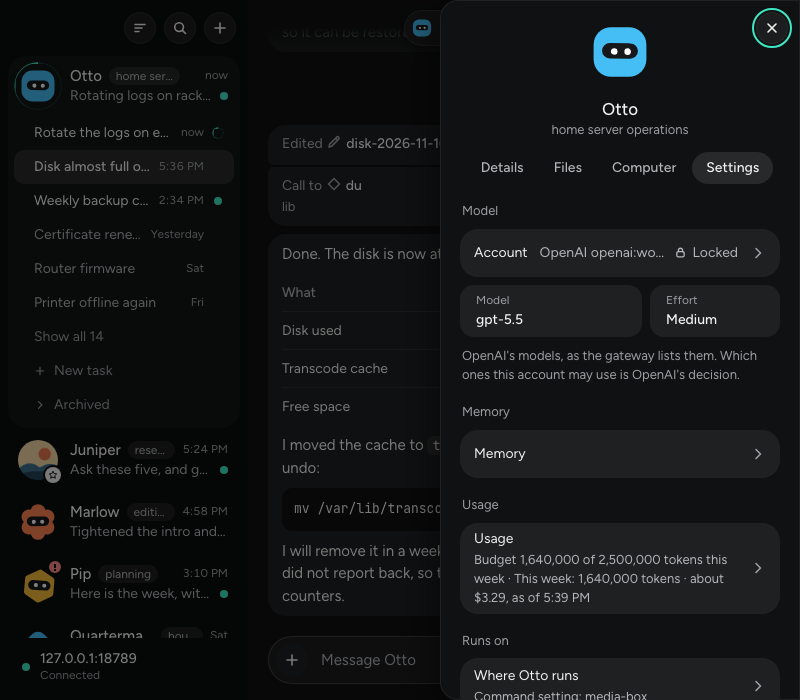 Otto home ser... now
Rotating logs on rack...
Rotate the logs on e... now
Disk almost full o... 5:36 PM
Weekly backup c... 2:34 PM
Certificate rene... Yesterday
Router firmware Sat
Printer offline again Fri
Show all 14
+ New task
Archived
Juniper rese... 5:24 PM
Ask these five, and g...
Marlow editi... 4:58 PM
Tightened the intro and...
Pip planning 3:10 PM
Here is the week, wit...
Quarterma... hou... Sat
127.0.0.1:18789
Connected
so it can be restor
Edited disk-2026-11-1
Call to du
lib
Done. The disk is now at
What
Disk used
Transcode cache
Free space
I moved the cache to
undo:
mv /var/lib/transco
I will remove it in a week
did not report back, so t
counters.
Message Otto
Otto
home server operations
Details Files Computer Settings
Model
Account OpenAI openai:wo... Locked
Model
gpt-5.5
Effort
Medium
OpenAI's models, as the gateway lists them. Which
ones this account may use is OpenAI's decision.
Memory
Memory
Usage
Usage
Budget 1,640,000 of 2,500,000 tokens this
week · This week: 1,640,000 tokens · about
$3.29, as of 5:39 PM
Runs on
Where Otto runs
Command setting: media-box